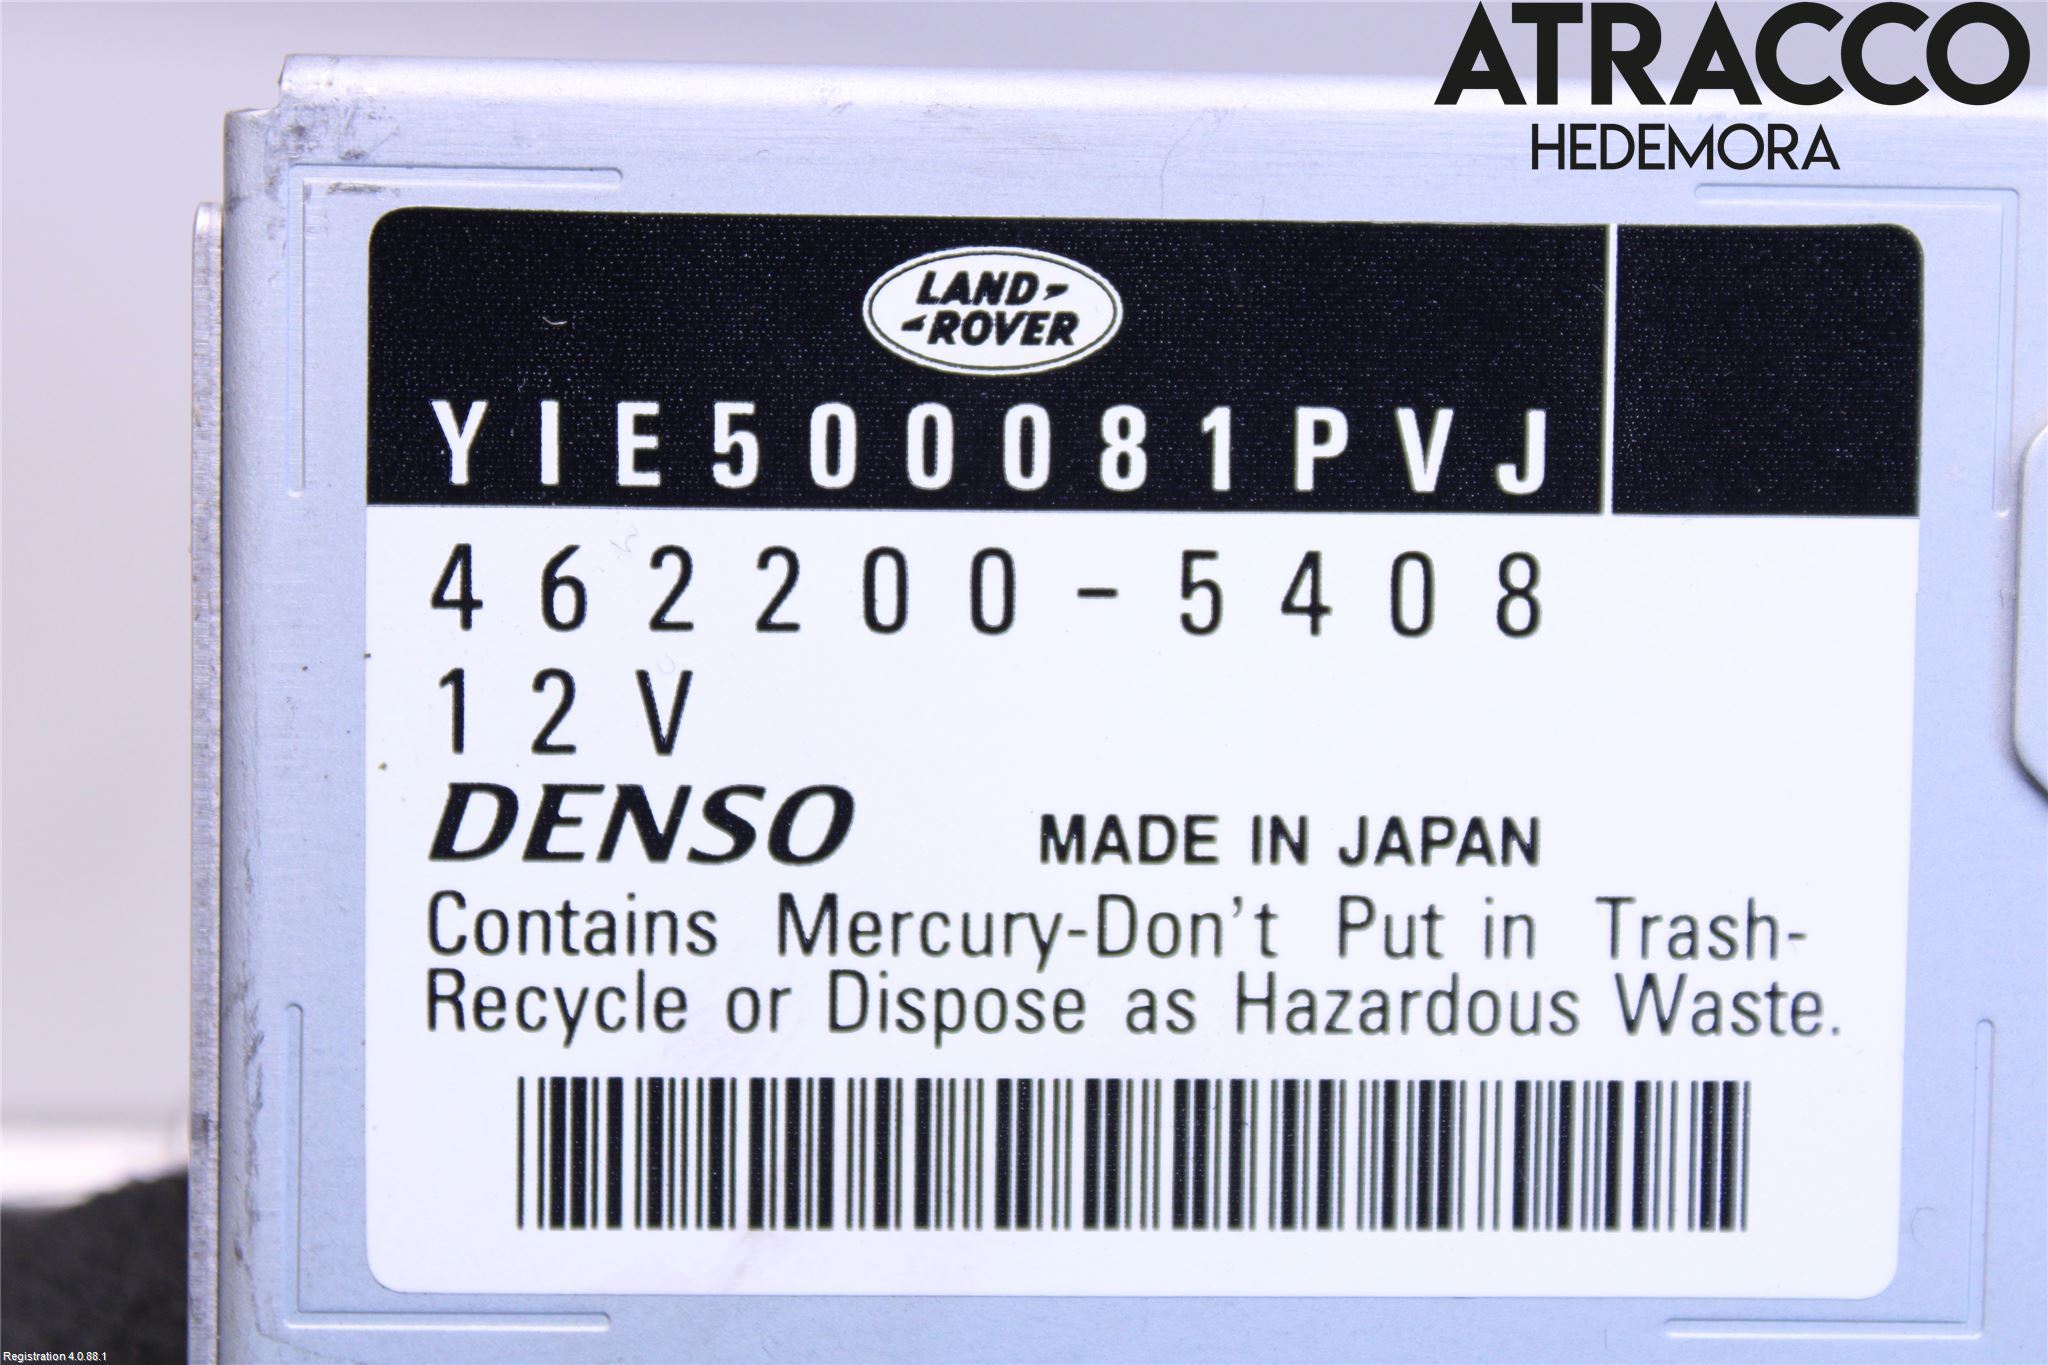 ATRACCO
HEDEMORA
LAND-
-ROVER
YIE500081PVJ
462200-5408
12V
DENSO
MADE IN JAPAN
Contains Mercury-Don't Put in Trash-
Recycle or Dispose as Hazardous Waste.
Registration 4.0.88.1